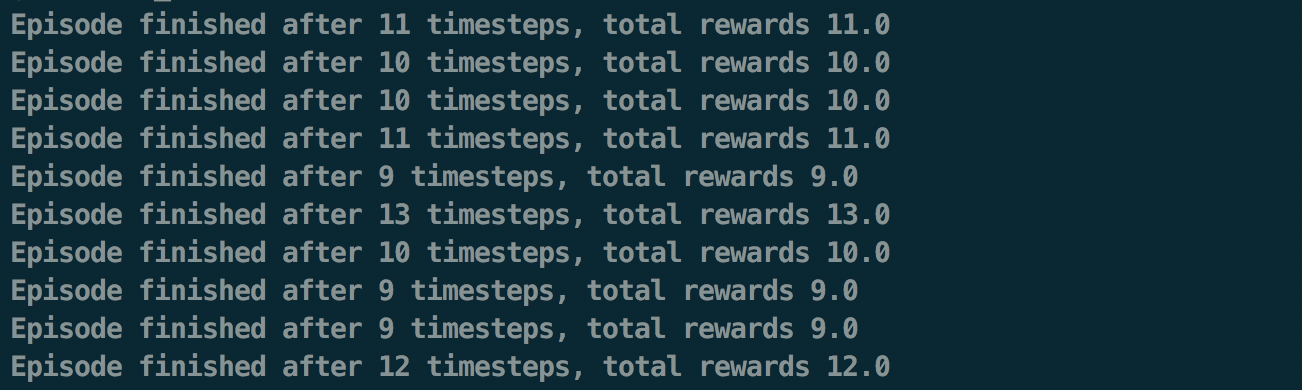 Episode finished after 11 timesteps, total rewards 11.0
Episode finished after 10 timesteps, total rewards 10.0
Episode finished after 10 timesteps, total rewards 10.0
Episode finished after 11 timesteps, total rewards 11.0
Episode finished after 9 timesteps, total rewards 9.0
Episode finished after 13 timesteps, total rewards 13.0
Episode finished after 10 timesteps, total rewards 10.0
Episode finished after 9 timesteps, total rewards 9.0
Episode finished after 9 timesteps, total rewards 9.0
Episode finished after 12 timesteps, total rewards 12.0